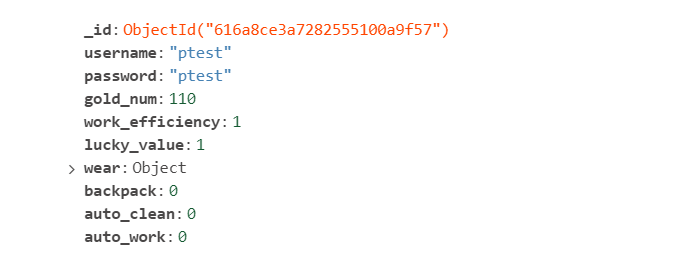 _id: ObjectId("616a8ce3a7282555100a9f57")
username: "ptest"
password: "ptest"
gold_num: 110
work_efficiency: 1
lucky_value: 1
> wear: Object
backpack: 0
auto_clean: 0
auto_work: 0